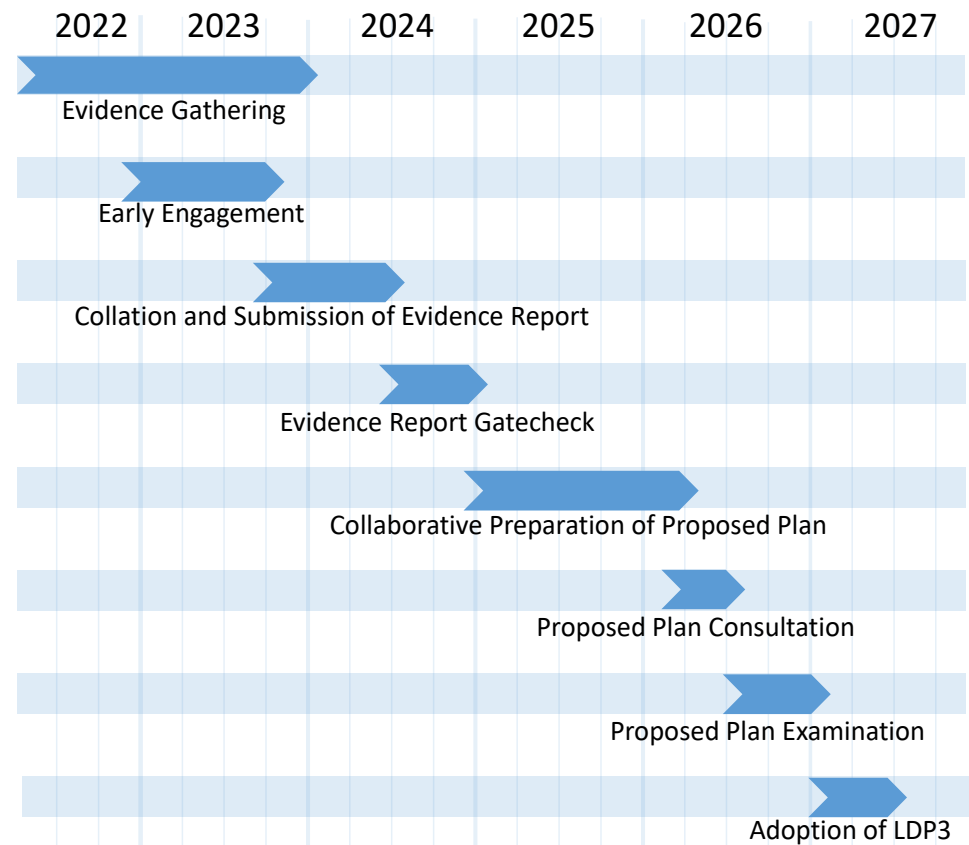 2022 2023 2024 2025 2026 2027
Evidence Gathering
Early Engagement
Collation and Submission of Evidence Report
Evidence Report Gatecheck
Collaborative Preparation of Proposed Plan
Proposed Plan Consultation
Proposed Plan Examination
Adoption of LDP3